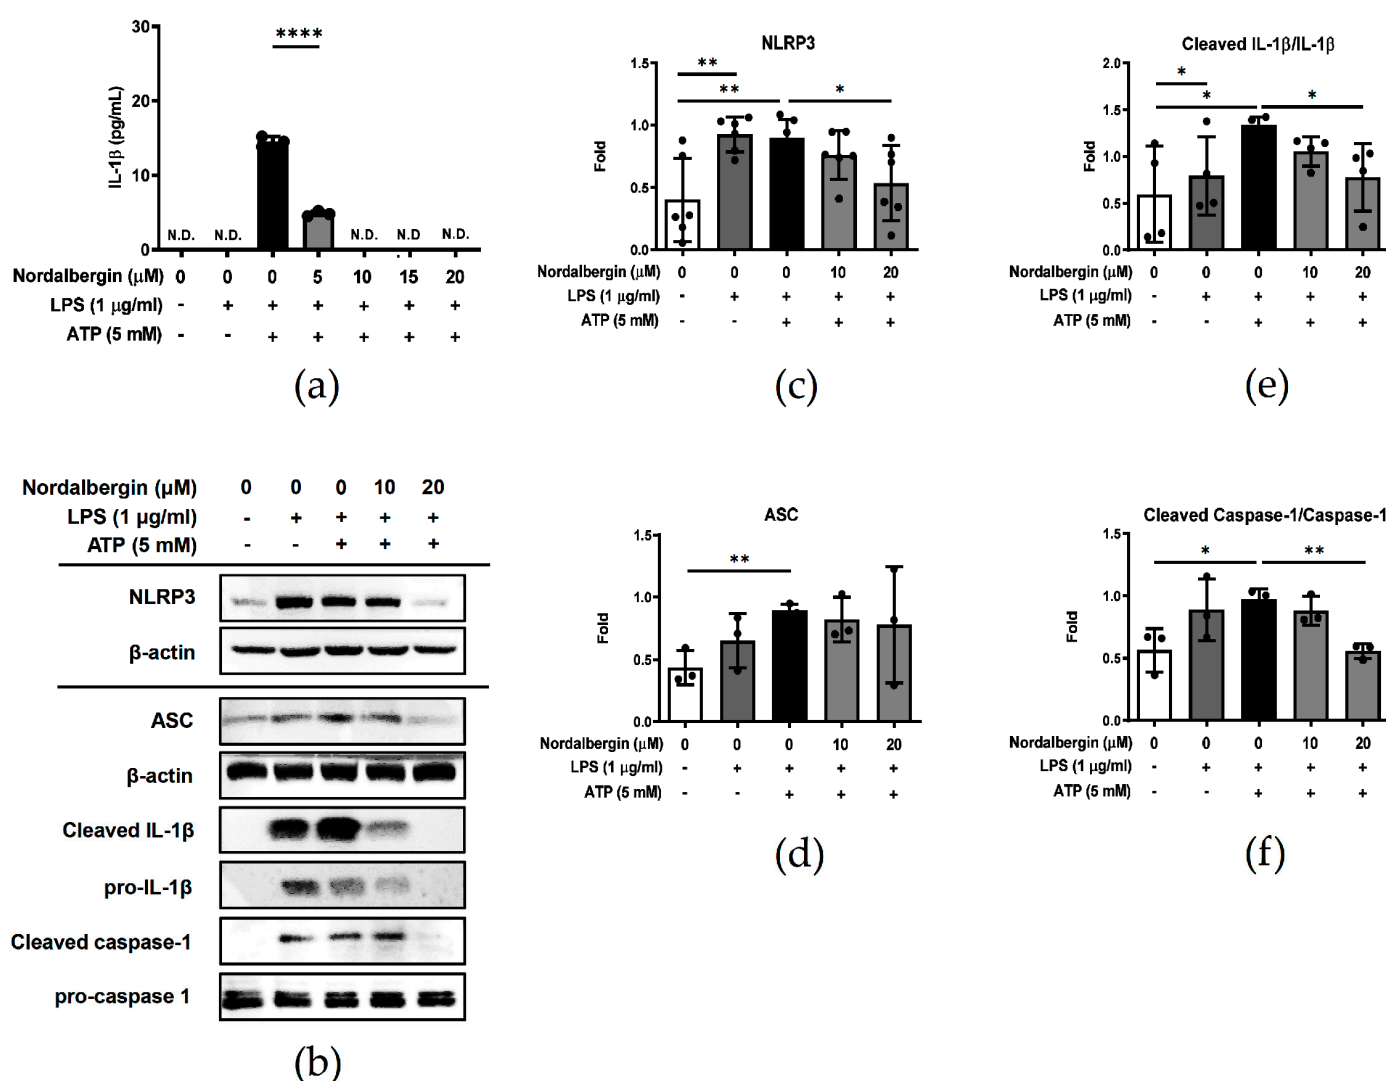 30
20
10
0
IL-1β (pg/mL)
****
N.D. N.D. N.D. N.D N.D.
Nordalbergin (μM) 0 0 0 5 10 15 20
LPS (1 μg/ml) - + + + + + +
ATP (5 mM) - - + + + + +
(a)
Nordalbergin (μM) 0 0 0 10 20
LPS (1 μg/ml) - + + + +
ATP (5 mM) - - + + +
NLRP3
β-actin
ASC
β-actin
Cleaved IL-1β
pro-IL-1β
Cleaved caspase-1
pro-caspase 1
(b)
NLRP3
1.5
1.0
0.5
0.0
Fold
**
** *
Nordalbergin (μM) 0 0 0 10 20
LPS (1 μg/ml) - + + + +
ATP (5 mM) - - + + +
(c)
ASC
1.5
1.0
0.5
0.0
Fold
**
Nordalbergin (μM) 0 0 0 10 20
LPS (1 μg/ml) - + + + +
ATP (5 mM) - - + + +
(d)
Cleaved IL-1β/IL-1β
2.0
1.5
1.0
0.5
0.0
Fold
*
* *
Nordalbergin (μM) 0 0 0 10 20
LPS (1 μg/ml) - + + + +
ATP (5 mM) - - + + +
(e)
Cleaved Caspase-1/Caspase-1
1.5
1.0
0.5
0.0
Fold
* **
Nordalbergin (μM) 0 0 0 10 20
LPS (1 μg/ml) - + + + +
ATP (5 mM) - - + + +
(f)